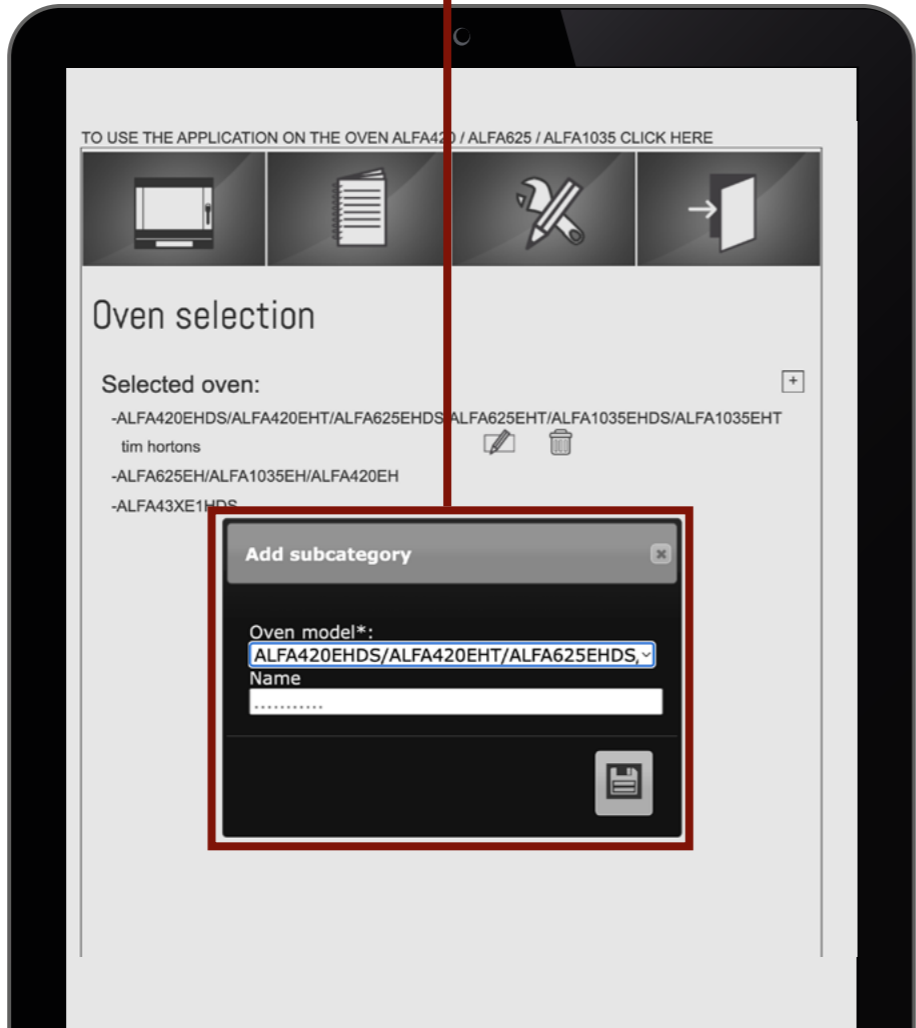 TO USE THE APPLICATION ON THE OVEN ALFA420 / ALFA625 / ALFA1035 CLICK HERE
Oven selection
Selected oven:
+
-ALFA420EHDS/ALFA420EHT/ALFA625EHDS/ALFA625EHT/ALFA1035EHDS/ALFA1035EHT
tim hortons
-ALFA625EH/ALFA1035EH/ALFA420EH
-ALFA43XE1HDS
Add subcategory
Oven model*:
ALFA420EHDS/ALFA420EHT/ALFA625EHDS,
Name
...........